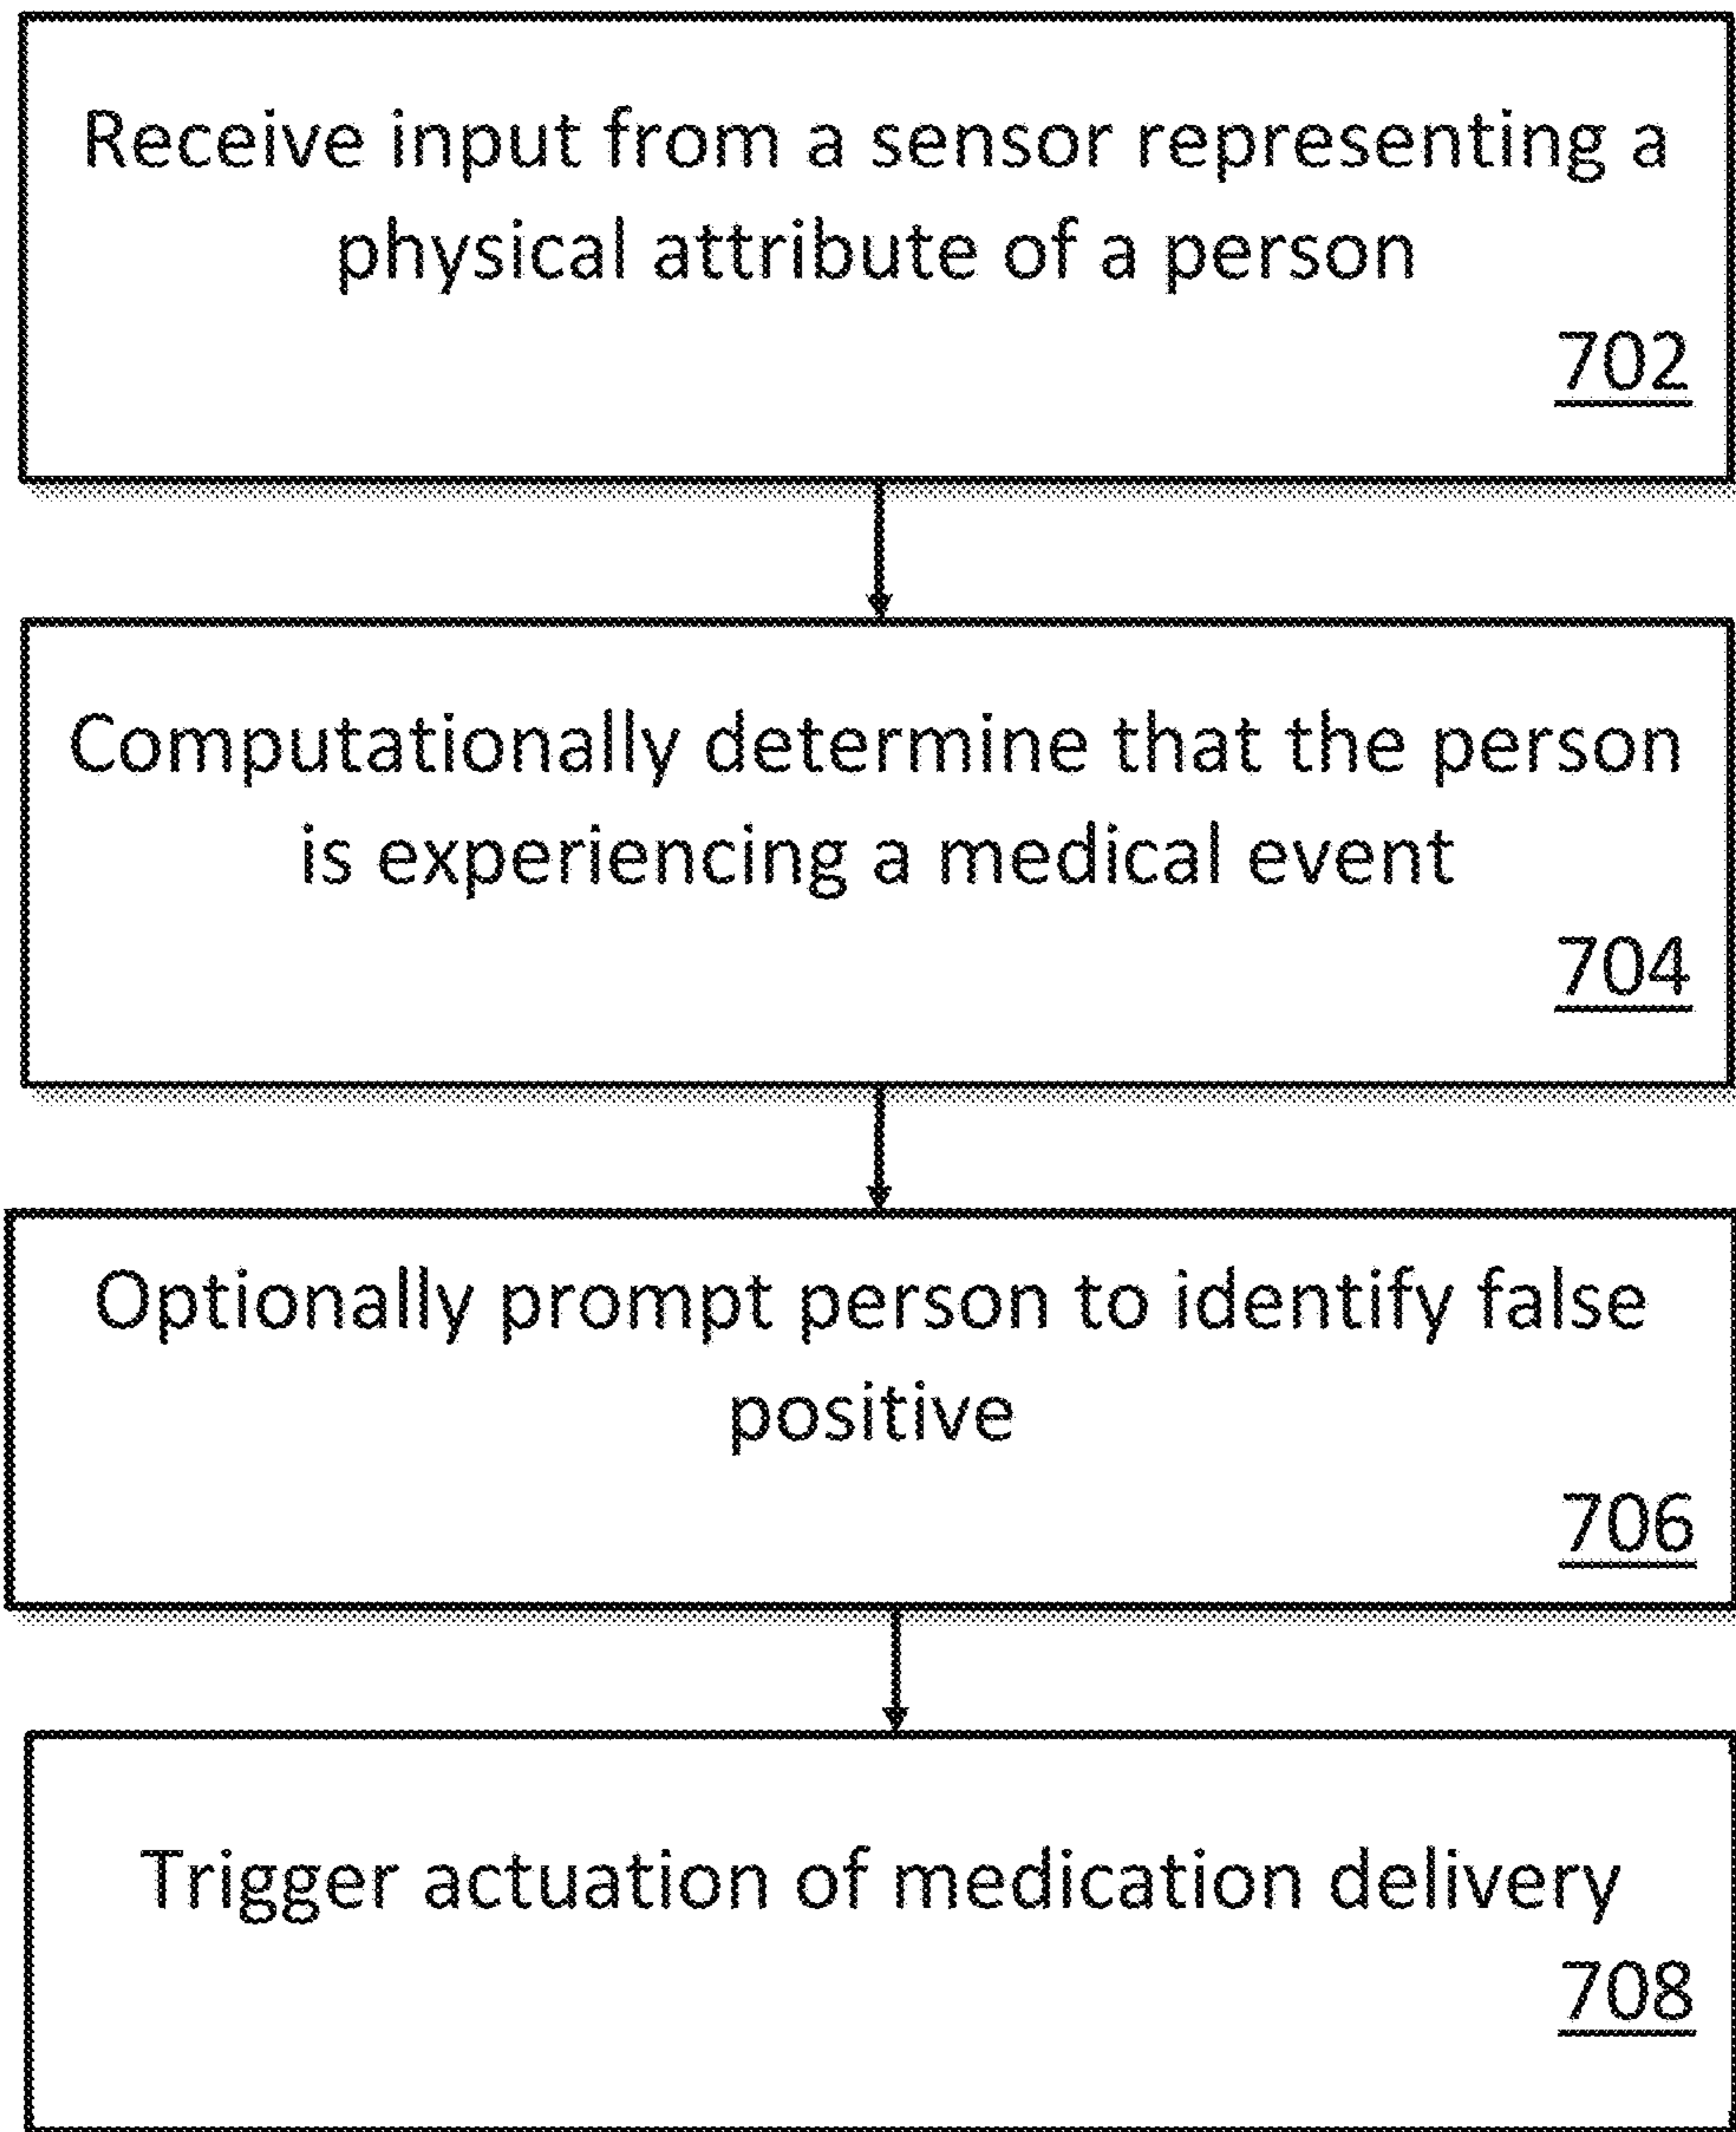 Receive input from a sensor representing a
physical attribute of a person
702
Computationally determine that the person
is experiencing a medical event
704
Optionally prompt person to identify false
positive
706
Trigger actuation of medication delivery
708